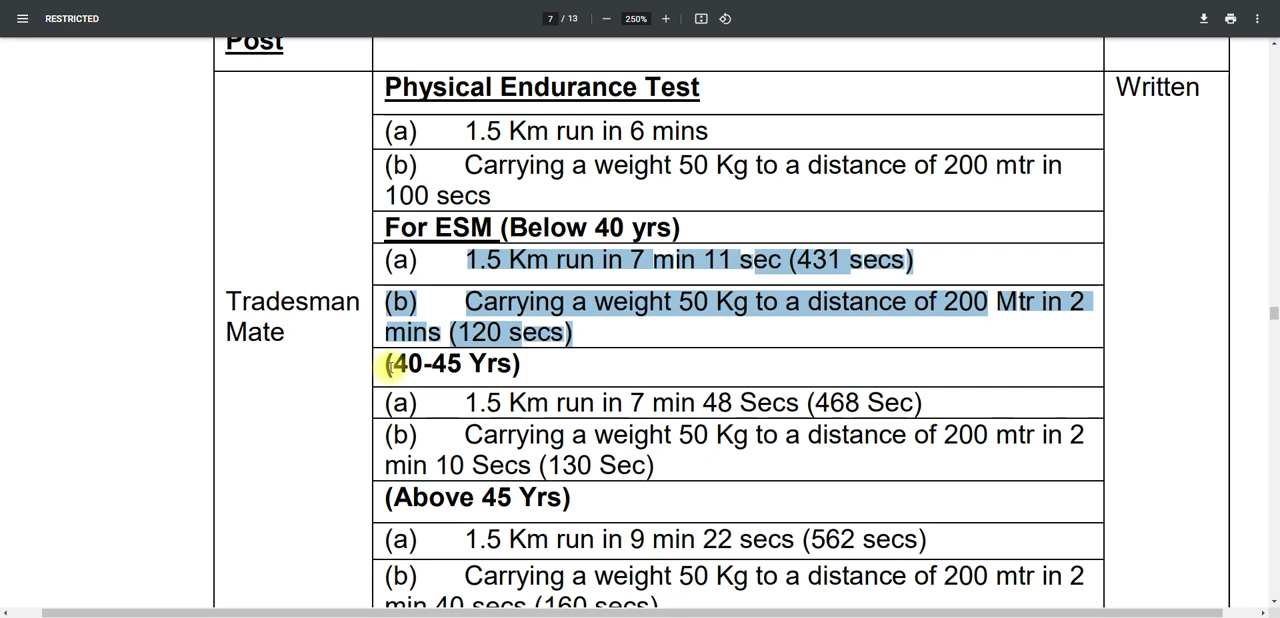 RESTRICTED
7 / 13
250%
Post
Physical Endurance Test
Written
(a) 1.5 Km run in 6 mins
(b) Carrying a weight 50 Kg to a distance of 200 mtr in
100 secs
For ESM (Below 40 yrs)
(a) 1.5 Km run in 7 min 11 sec (431 secs)
Tradesman
Mate
(b) Carrying a weight 50 Kg to a distance of 200 Mtr in 2
mins (120 secs)
(40-45 Yrs)
(a) 1.5 Km run in 7 min 48 Secs (468 Sec)
(b) Carrying a weight 50 Kg to a distance of 200 mtr in 2
min 10 Secs (130 Sec)
(Above 45 Yrs)
(a) 1.5 Km run in 9 min 22 secs (562 secs)
(b) Carrying a weight 50 Kg to a distance of 200 mtr in 2
min 40 secs (160 secs)